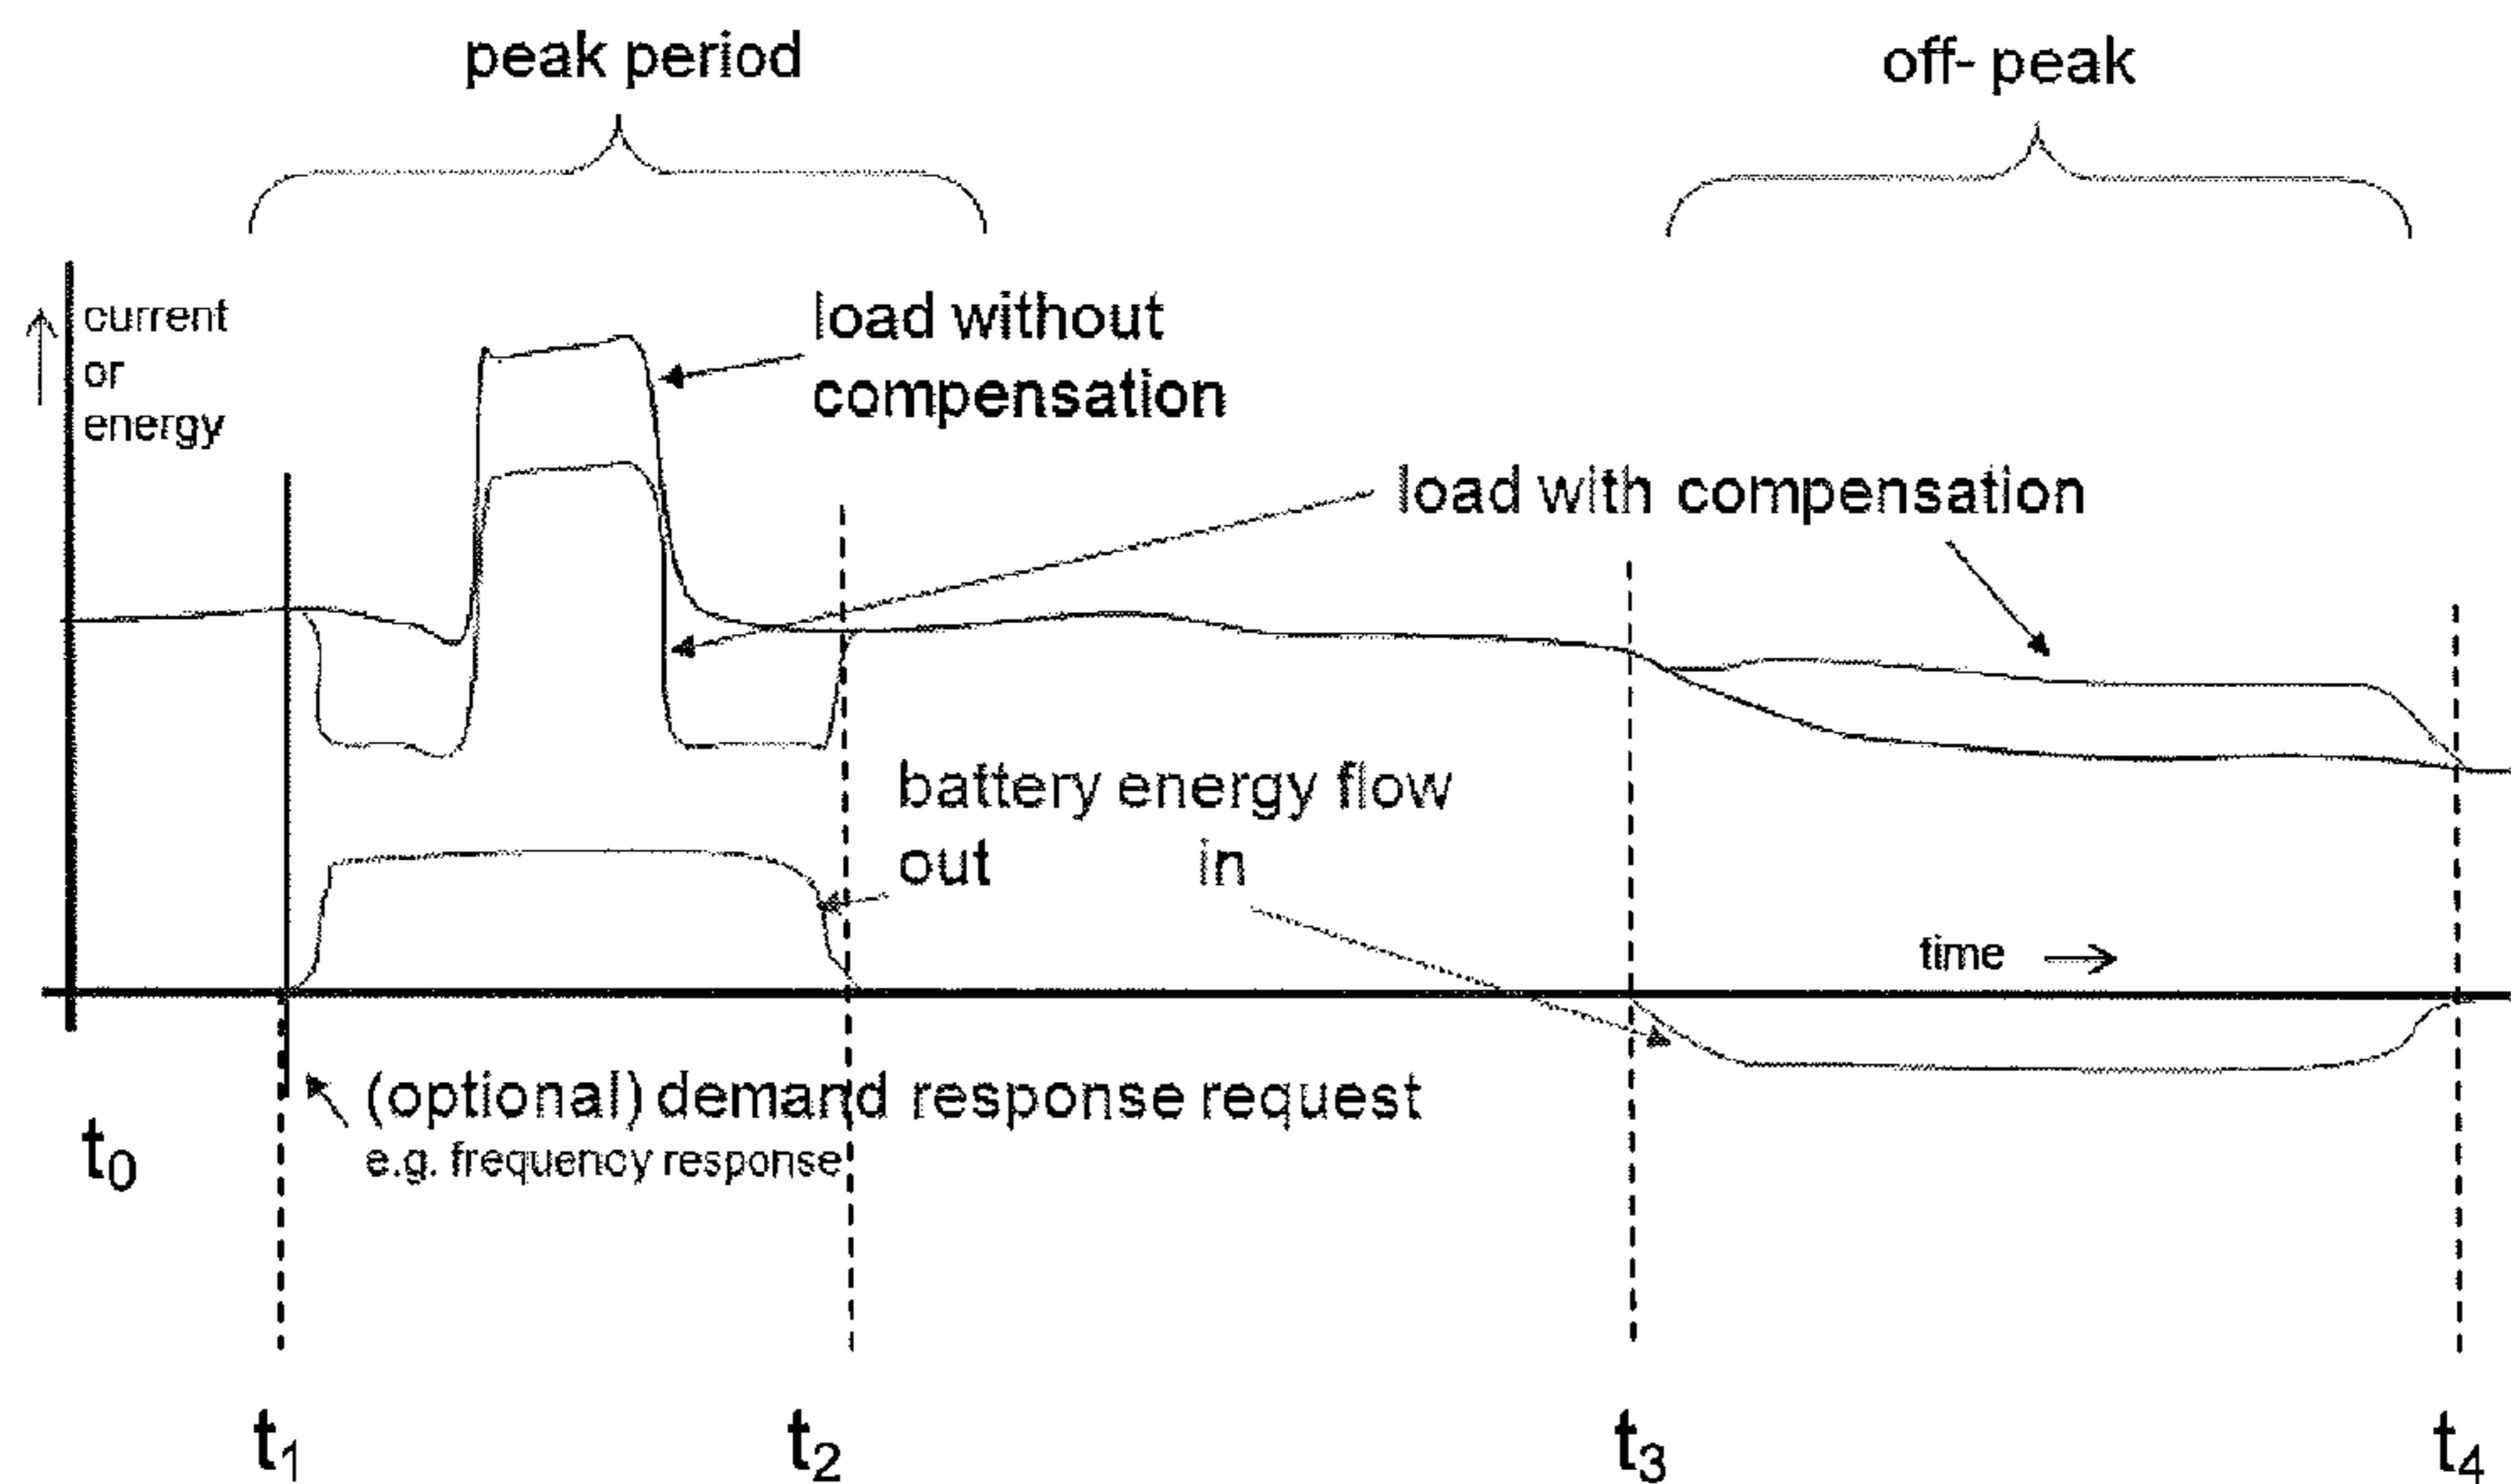 peak period
off- peak
current
or
energy
load without
compensation
load with compensation
battery energy flow
out in
time
(optional) demand response request
e.g. frequency response
t0
t1 t2 t3 t4